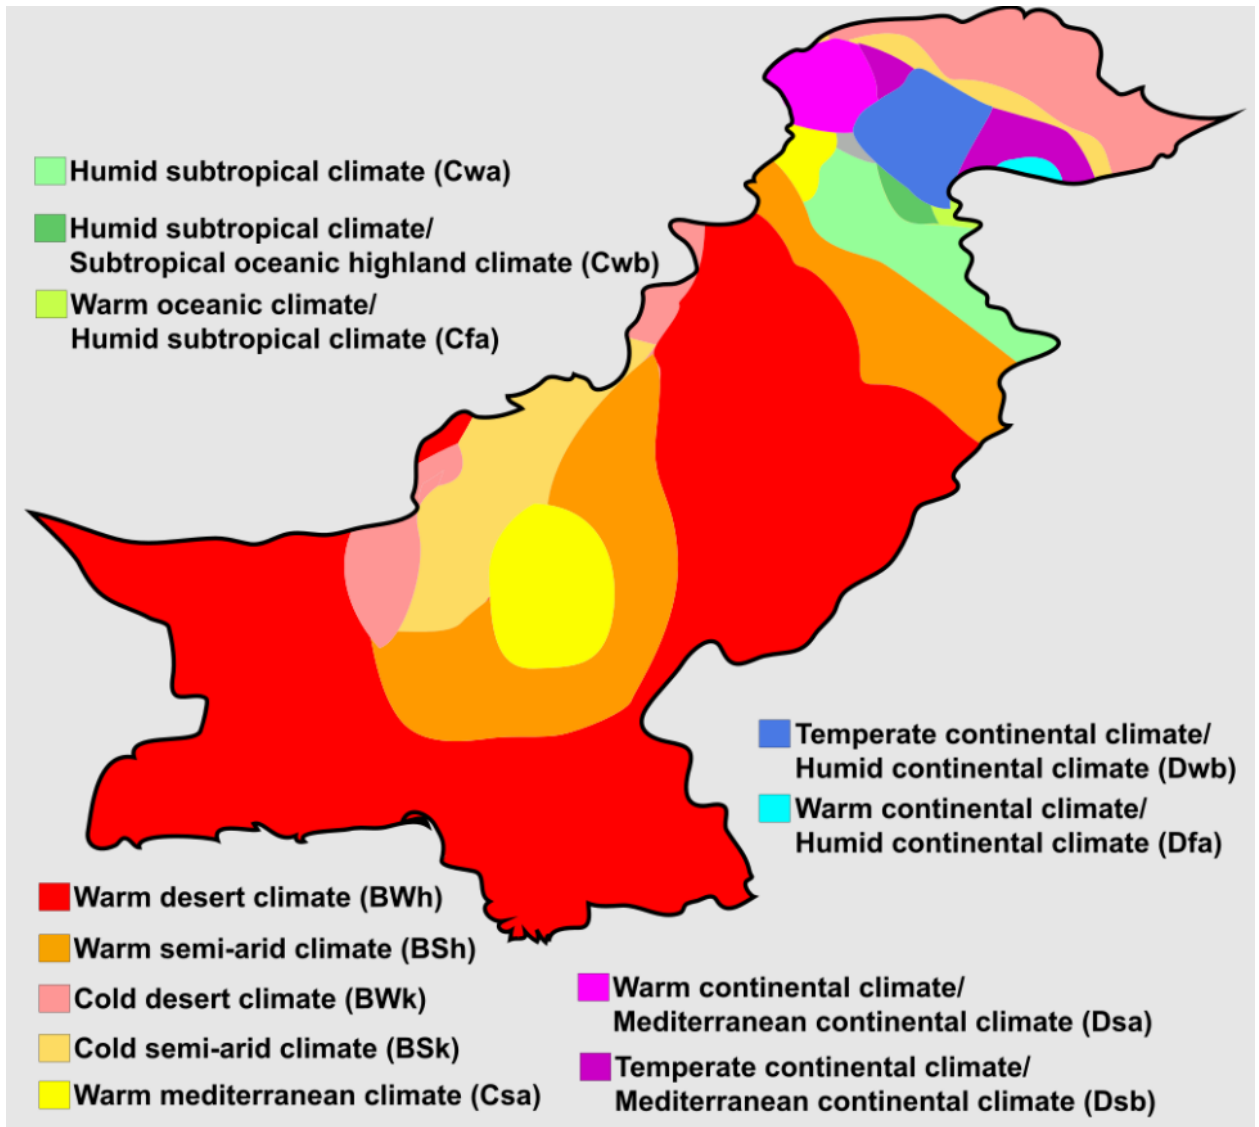 Humid subtropical climate (Cwa)
Humid subtropical climate/
Subtropical oceanic highland climate (Cwb)
Warm oceanic climate/
Humid subtropical climate (Cfa)
Temperate continental climate/
Humid continental climate (Dwb)
Warm continental climate/
Humid continental climate (Dfa)
Warm desert climate (BWh)
Warm semi-arid climate (BSh)
Cold desert climate (BWk)
Cold semi-arid climate (BSk)
Warm mediterranean climate (Csa)
Warm continental climate/
Mediterranean continental climate (Dsa)
Temperate continental climate/
Mediterranean continental climate (Dsb)